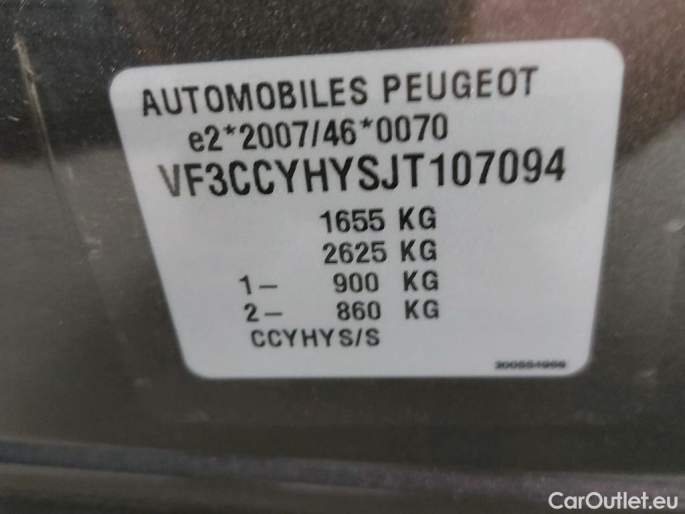 AUTOMOBILES PEUGEOT
e2*2007/46*0070
VF3CCYHYSJT107094
1655 KG
2625 KG
1- 900 KG
2- 860 KG
CCYHYS/S
CarOutlet.eu